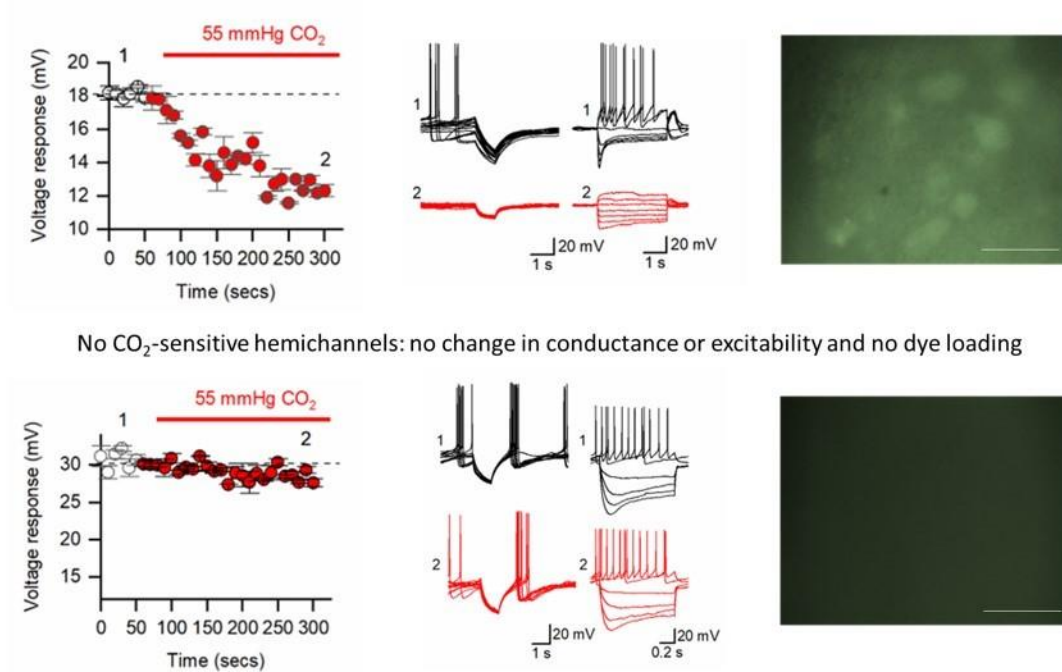 1
55 mmHg CO₂
Voltage response (mV)
20
18
16
14
12
10
2
0 50 100 150 200 250 300
Time (secs)
1
2
20 mV
1 s
1
2
20 mV
1 s
No CO₂-sensitive hemichannels: no change in conductance or excitability and no dye loading
1
55 mmHg CO₂
2
Voltage response (mV)
30
25
20
15
0 50 100 150 200 250 300
Time (secs)
1
2
20 mV
1 s
1
2
20 mV
0.2 s